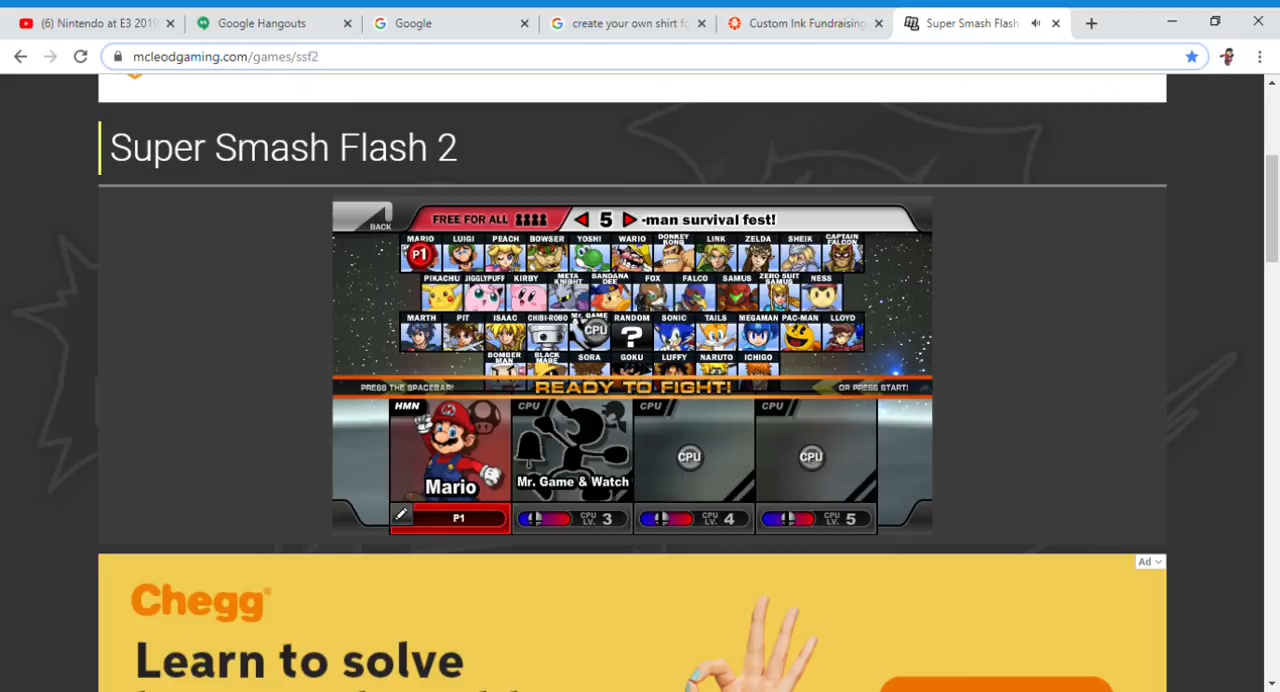 (6) Nintendo at E3 2019
Google Hangouts
Google
create your own shirt fo
Custom Ink Fundraising
Super Smash Flash
mcleodgaming.com/games/ssf2
Super Smash Flash 2
BACK
FREE FOR ALL
5 -man survival fest!
MARIO LUIGI PEACH BOWSER YOSHI WARIO DONKEY KONG LINK ZELDA SHEIK CAPTAIN FALCON
P1
PIKACHU JIGGLYPUFF KIRBY META KNIGHT BANDANA DEE FOX FALCO SAMUS ZERO SUIT SAMUS NESS
MARTH PIT ISAAC CHIBI-ROBO MR. GAME RANDOM SONIC TAILS MEGAMAN PAC-MAN LLOYD
CPU ?
BOMBER MAN BLACK MAGE SORA GOKU LUFFY NARUTO ICHIGO
PRESS THE SPACEBAR! READY TO FIGHT! OR PRESS START!
HMN CPU CPU CPU
CPU CPU
Mario Mr. Game & Watch
P1 CPU LV. 3 CPU LV. 4 CPU LV. 5
Ad
Chegg
Learn to solve